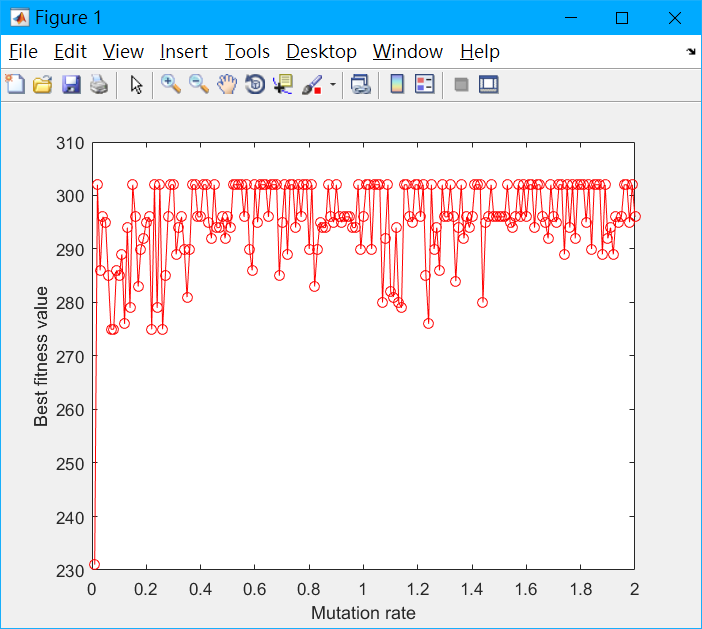 Figure 1
File Edit View Insert Tools Desktop Window Help
310
300
290
280
270
260
250
240
230
Best fitness value
0 0.2 0.4 0.6 0.8 1 1.2 1.4 1.6 1.8 2
Mutation rate